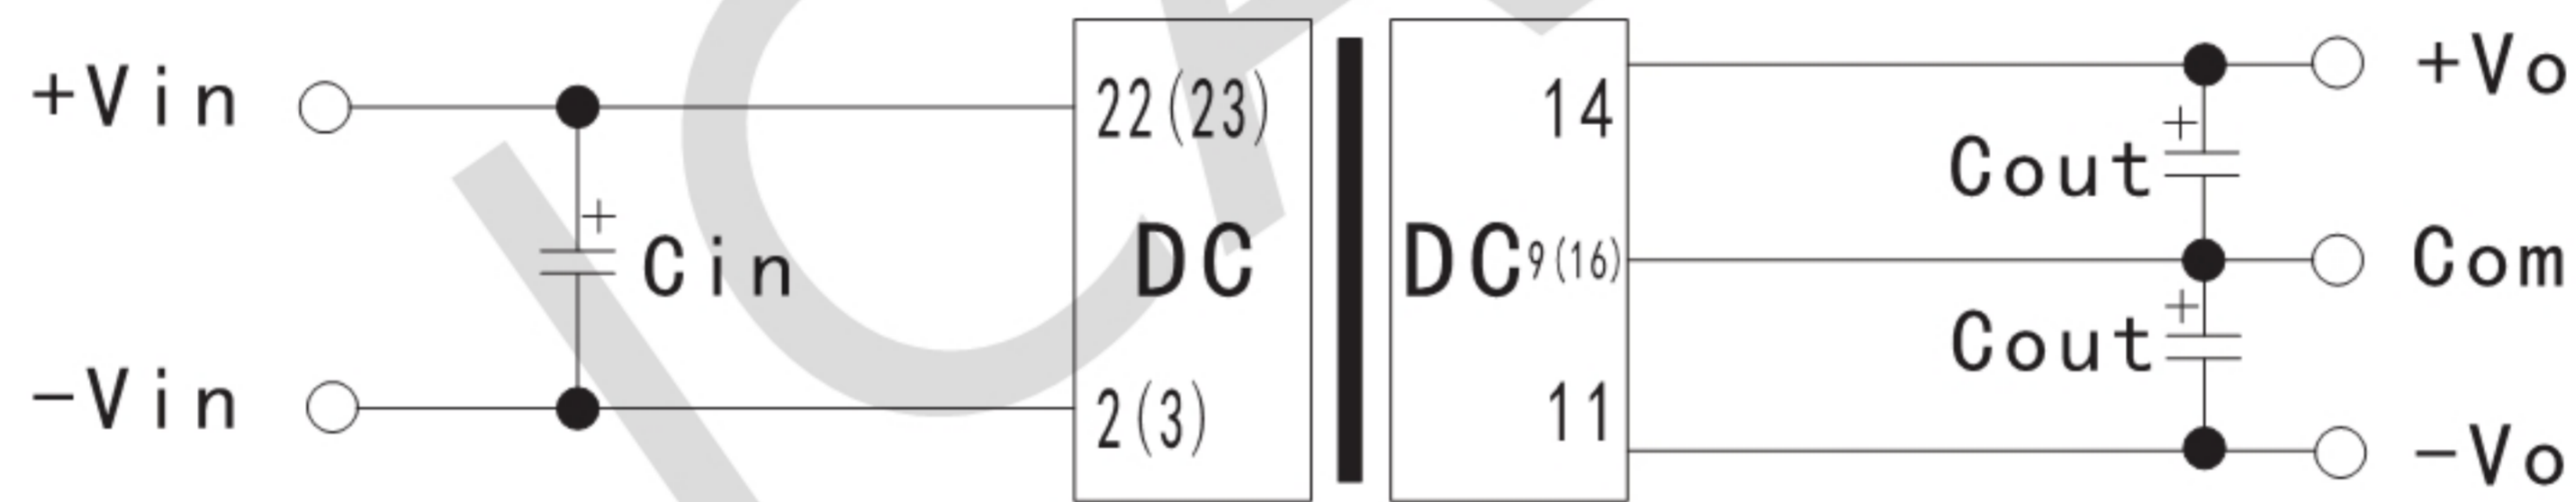 +Vin
22(23)
14
+Vo
Cout
Cin
DC
DC
9(16)
Com
Cout
-Vin
2(3)
11
-Vo